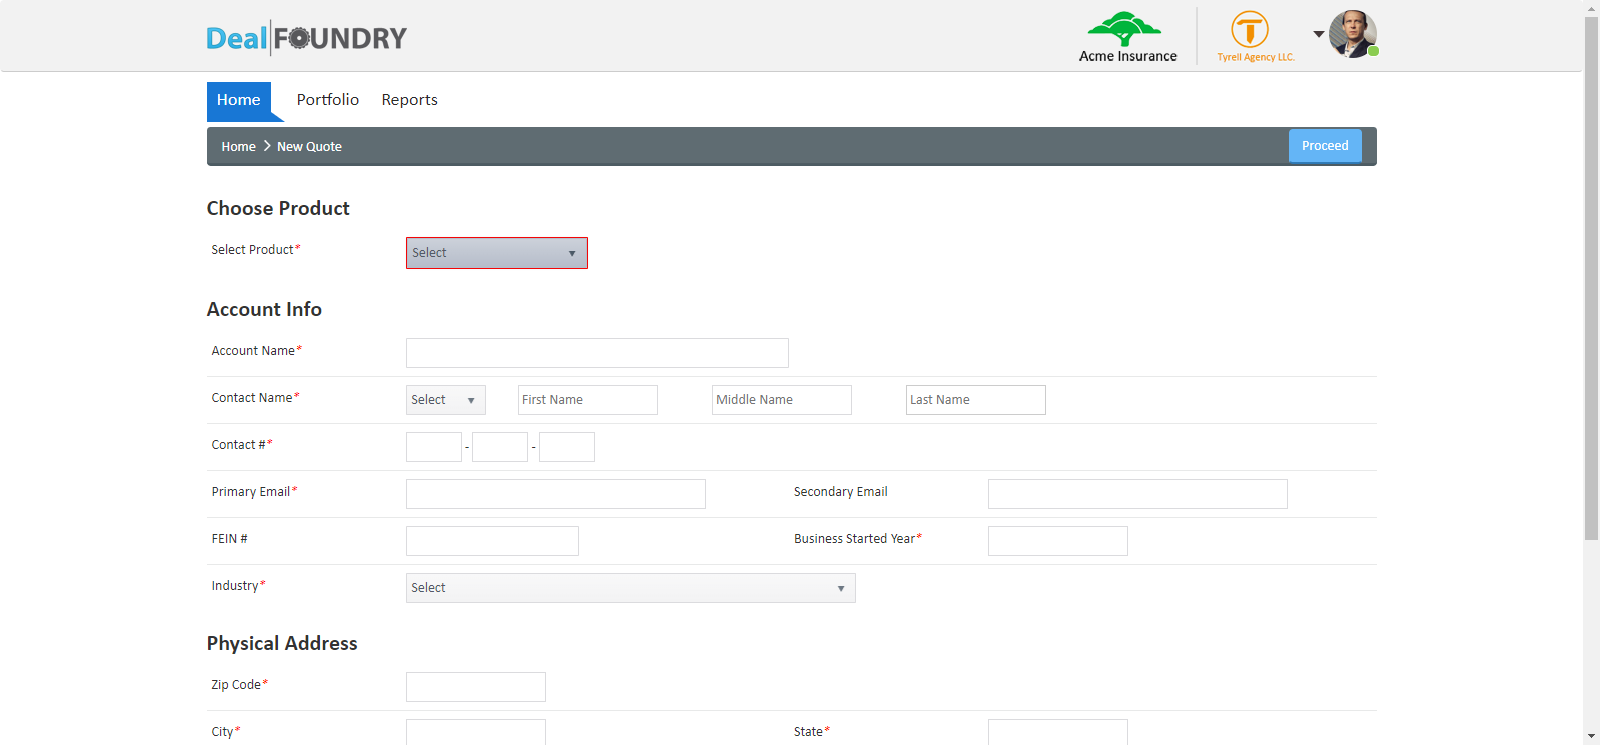 Deal FOUNDRY
Acme Insurance
Tyrell Agency LLC.
Home Portfolio Reports
Home New Quote Proceed
Choose Product
Select Product* Select
Account Info
Account Name*
Contact Name* Select First Name Middle Name Last Name
Contact #* - -
Primary Email* Secondary Email
FEIN # Business Started Year*
Industry* Select
Physical Address
Zip Code*
City* State*